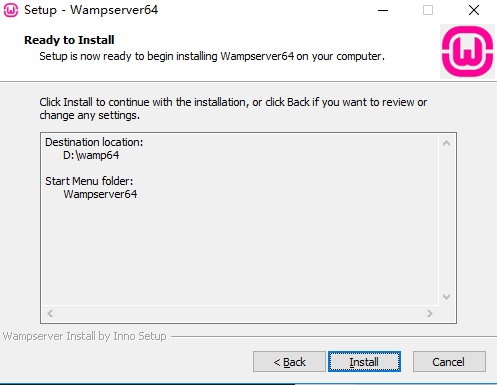 Setup - Wampserver64
Ready to Install
Setup is now ready to begin installing Wampserver64 on your computer.
Click Install to continue with the installation, or click Back if you want to review or
change any settings.
Destination location:
D:\wamp64
Start Menu folder:
Wampserver64
Wampserver Install by Inno Setup
< Back
Install
Cancel